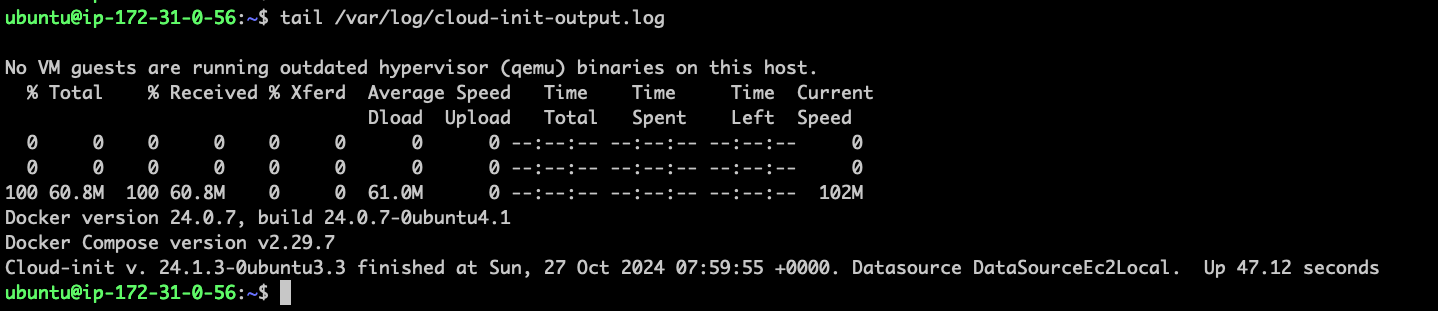 ubuntu@ip-172-31-0-56:~$ tail /var/log/cloud-init-output.log
No VM guests are running outdated hypervisor (qemu) binaries on this host.
  % Total    % Received % Xferd  Average Speed   Time    Time     Time  Current
                                 Dload  Upload   Total   Spent    Left  Speed
  0     0    0     0    0     0      0      0 --:--:-- --:--:-- --:--:--     0
  0     0    0     0    0     0      0      0 --:--:-- --:--:-- --:--:--     0
100 60.8M  100 60.8M    0     0  61.0M      0 --:--:-- --:--:-- --:--:--  102M
Docker version 24.0.7, build 24.0.7-0ubuntu4.1
Docker Compose version v2.29.7
Cloud-init v. 24.1.3-0ubuntu3.3 finished at Sun, 27 Oct 2024 07:59:55 +0000. Datasource DataSourceEc2Local.  Up 47.12 seconds
ubuntu@ip-172-31-0-56:~$